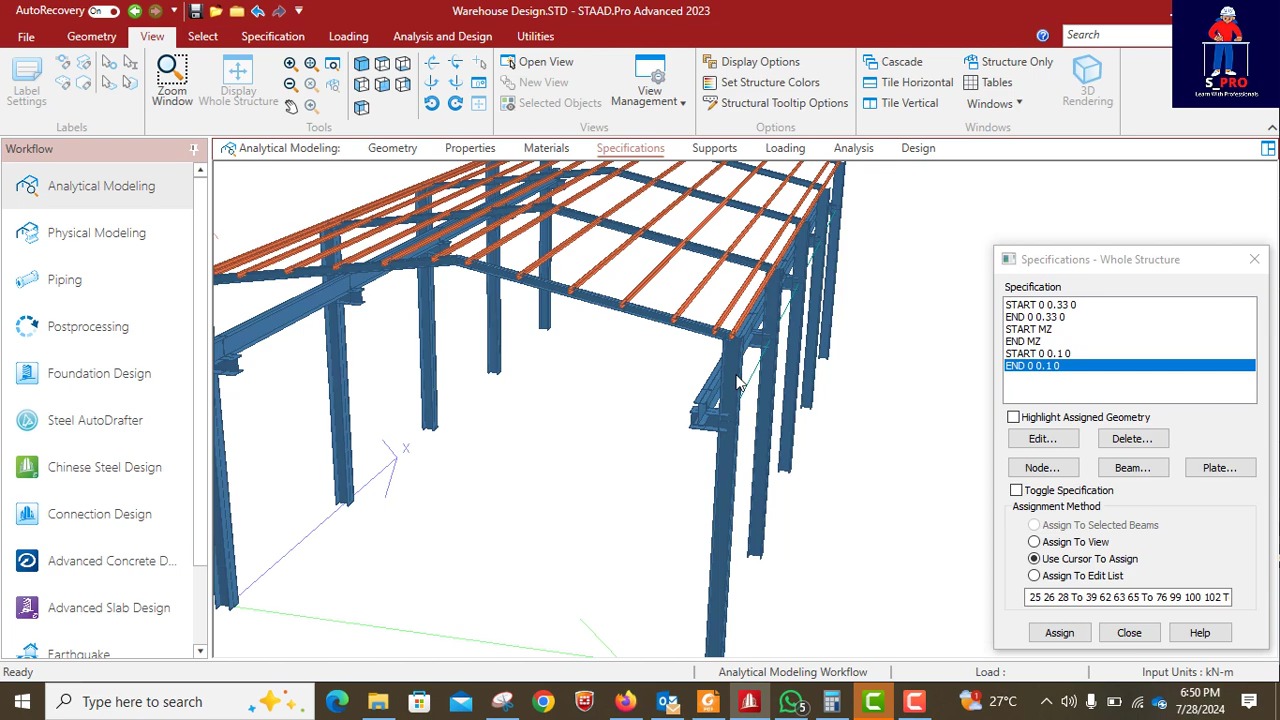 AutoRecovery On
Warehouse Design.STD - STAAD.Pro Advanced 2023
File
Geometry
View
Select
Specification
Loading
Analysis and Design
Utilities
Search
S_PRO
Learn With Professionals
Label Settings
Labels
Zoom Window
Display Whole Structure
Tools
Open View
New View
Selected Objects
View Management
Views
Display Options
Set Structure Colors
Structural Tooltip Options
Options
Cascade
Tile Horizontal
Tile Vertical
Structure Only
Tables
Windows
Windows
3D Rendering
Workflow
Analytical Modeling:
Geometry
Properties
Materials
Specifications
Supports
Loading
Analysis
Design
Analytical Modeling
Physical Modeling
Piping
Postprocessing
Foundation Design
Steel AutoDrafter
Chinese Steel Design
Connection Design
Advanced Concrete D...
Advanced Slab Design
Earthquake
X
Specifications - Whole Structure
Specification
START 0 0.33 0
END 0 0.33 0
START MZ
END MZ
START 0 0.1 0
END 0 0.1 0
Highlight Assigned Geometry
Edit...
Delete...
Node...
Beam...
Plate...
Toggle Specification
Assignment Method
Assign To Selected Beams
Assign To View
Use Cursor To Assign
Assign To Edit List
25 26 28 To 39 62 63 65 To 76 99 100 102 T
Assign
Close
Help
Ready
Analytical Modeling Workflow
Load :
Input Units : kN-m
Type here to search
5
27°C
6:50 PM
7/28/2024